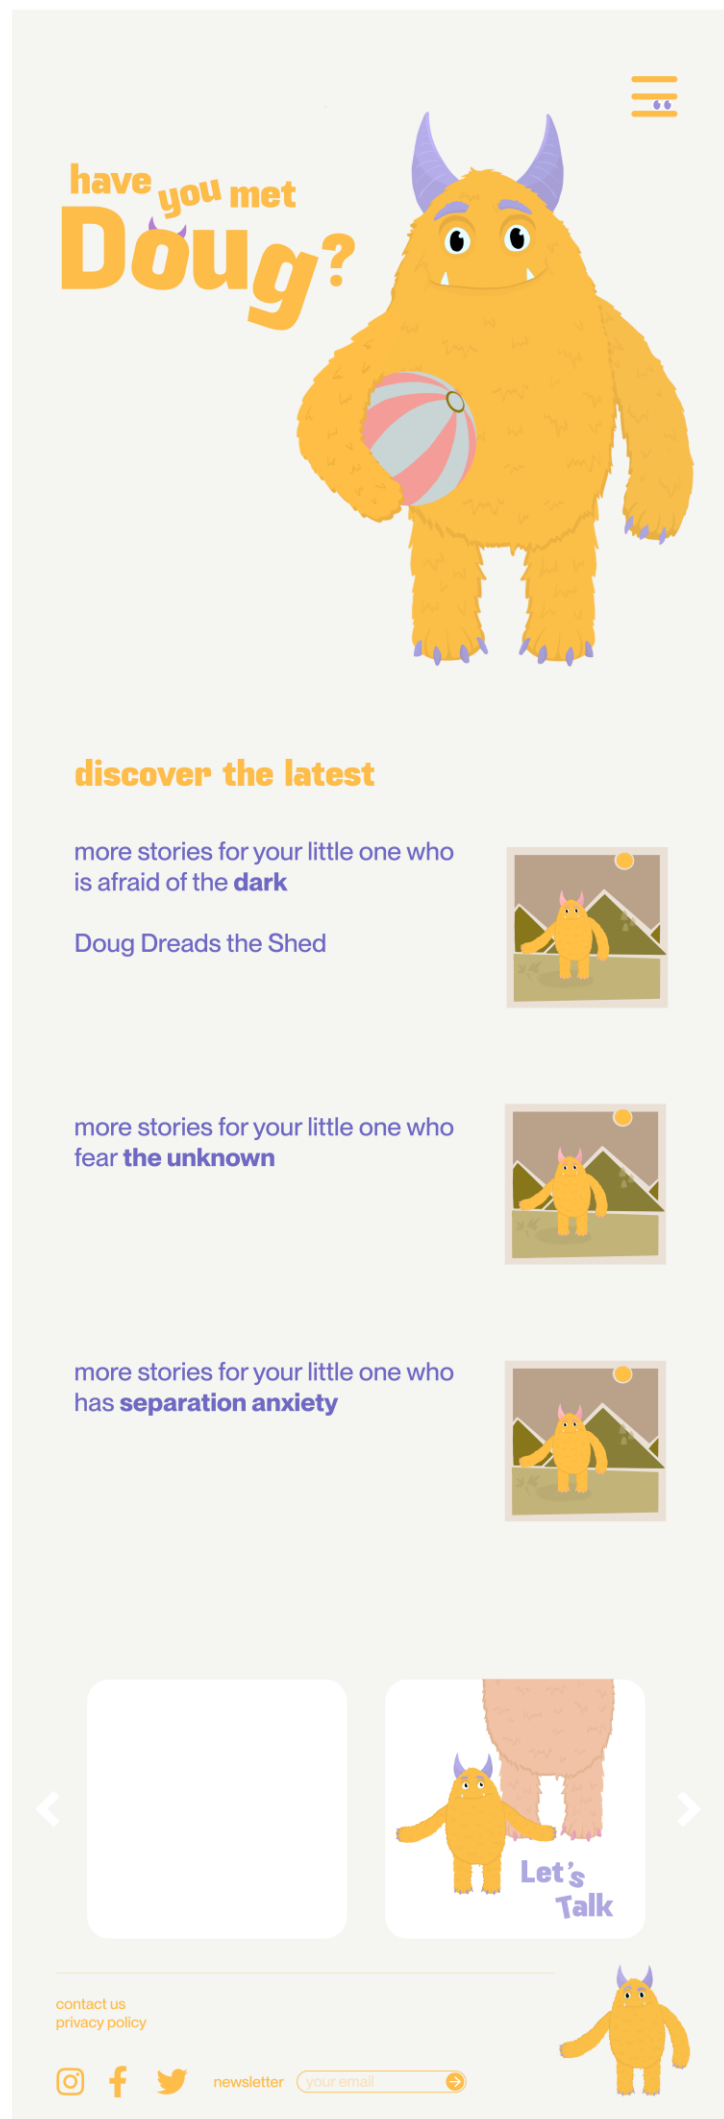 have you met
Doug?
discover the latest
more stories for your little one who
is afraid of the dark
Doug Dreads the Shed
more stories for your little one who
fear the unknown
more stories for your little one who
has separation anxiety
Let's
Talk
contact us
privacy policy
newsletter
your email